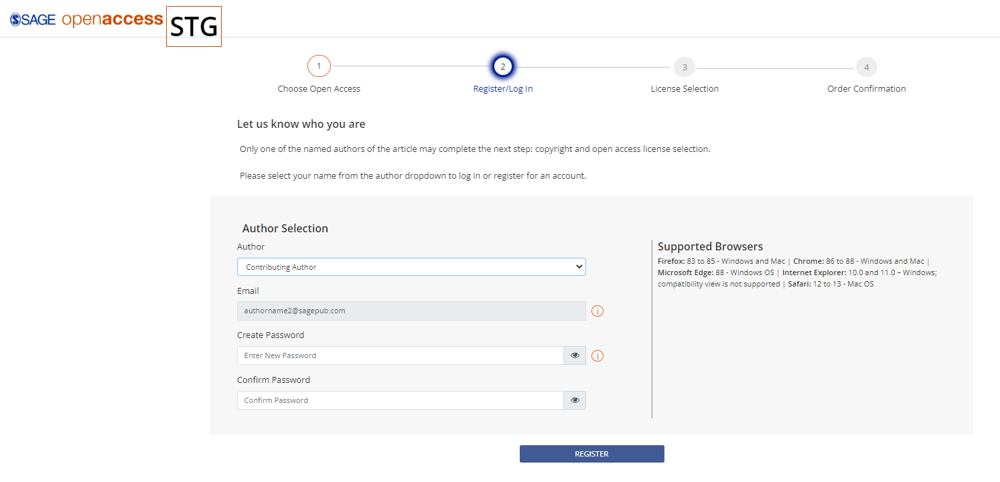 SAGE openaccess STG
1 2 3 4
Choose Open Access Register/Log In License Selection Order Confirmation
Let us know who you are
Only one of the named authors of the article may complete the next step: copyright and open access license selection.
Please select your name from the author dropdown to log in or register for an account.
Author Selection
Author
Contributing Author
Email
authorname2@sagepub.com
Create Password
Enter New Password
Confirm Password
Confirm Password
Supported Browsers
Firefox: 83 to 85 - Windows and Mac | Chrome: 86 to 88 - Windows and Mac |
Microsoft Edge: 88 - Windows OS | Internet Explorer: 10.0 and 11.0 – Windows;
compatibility view is not supported | Safari: 12 to 13 - Mac OS
REGISTER